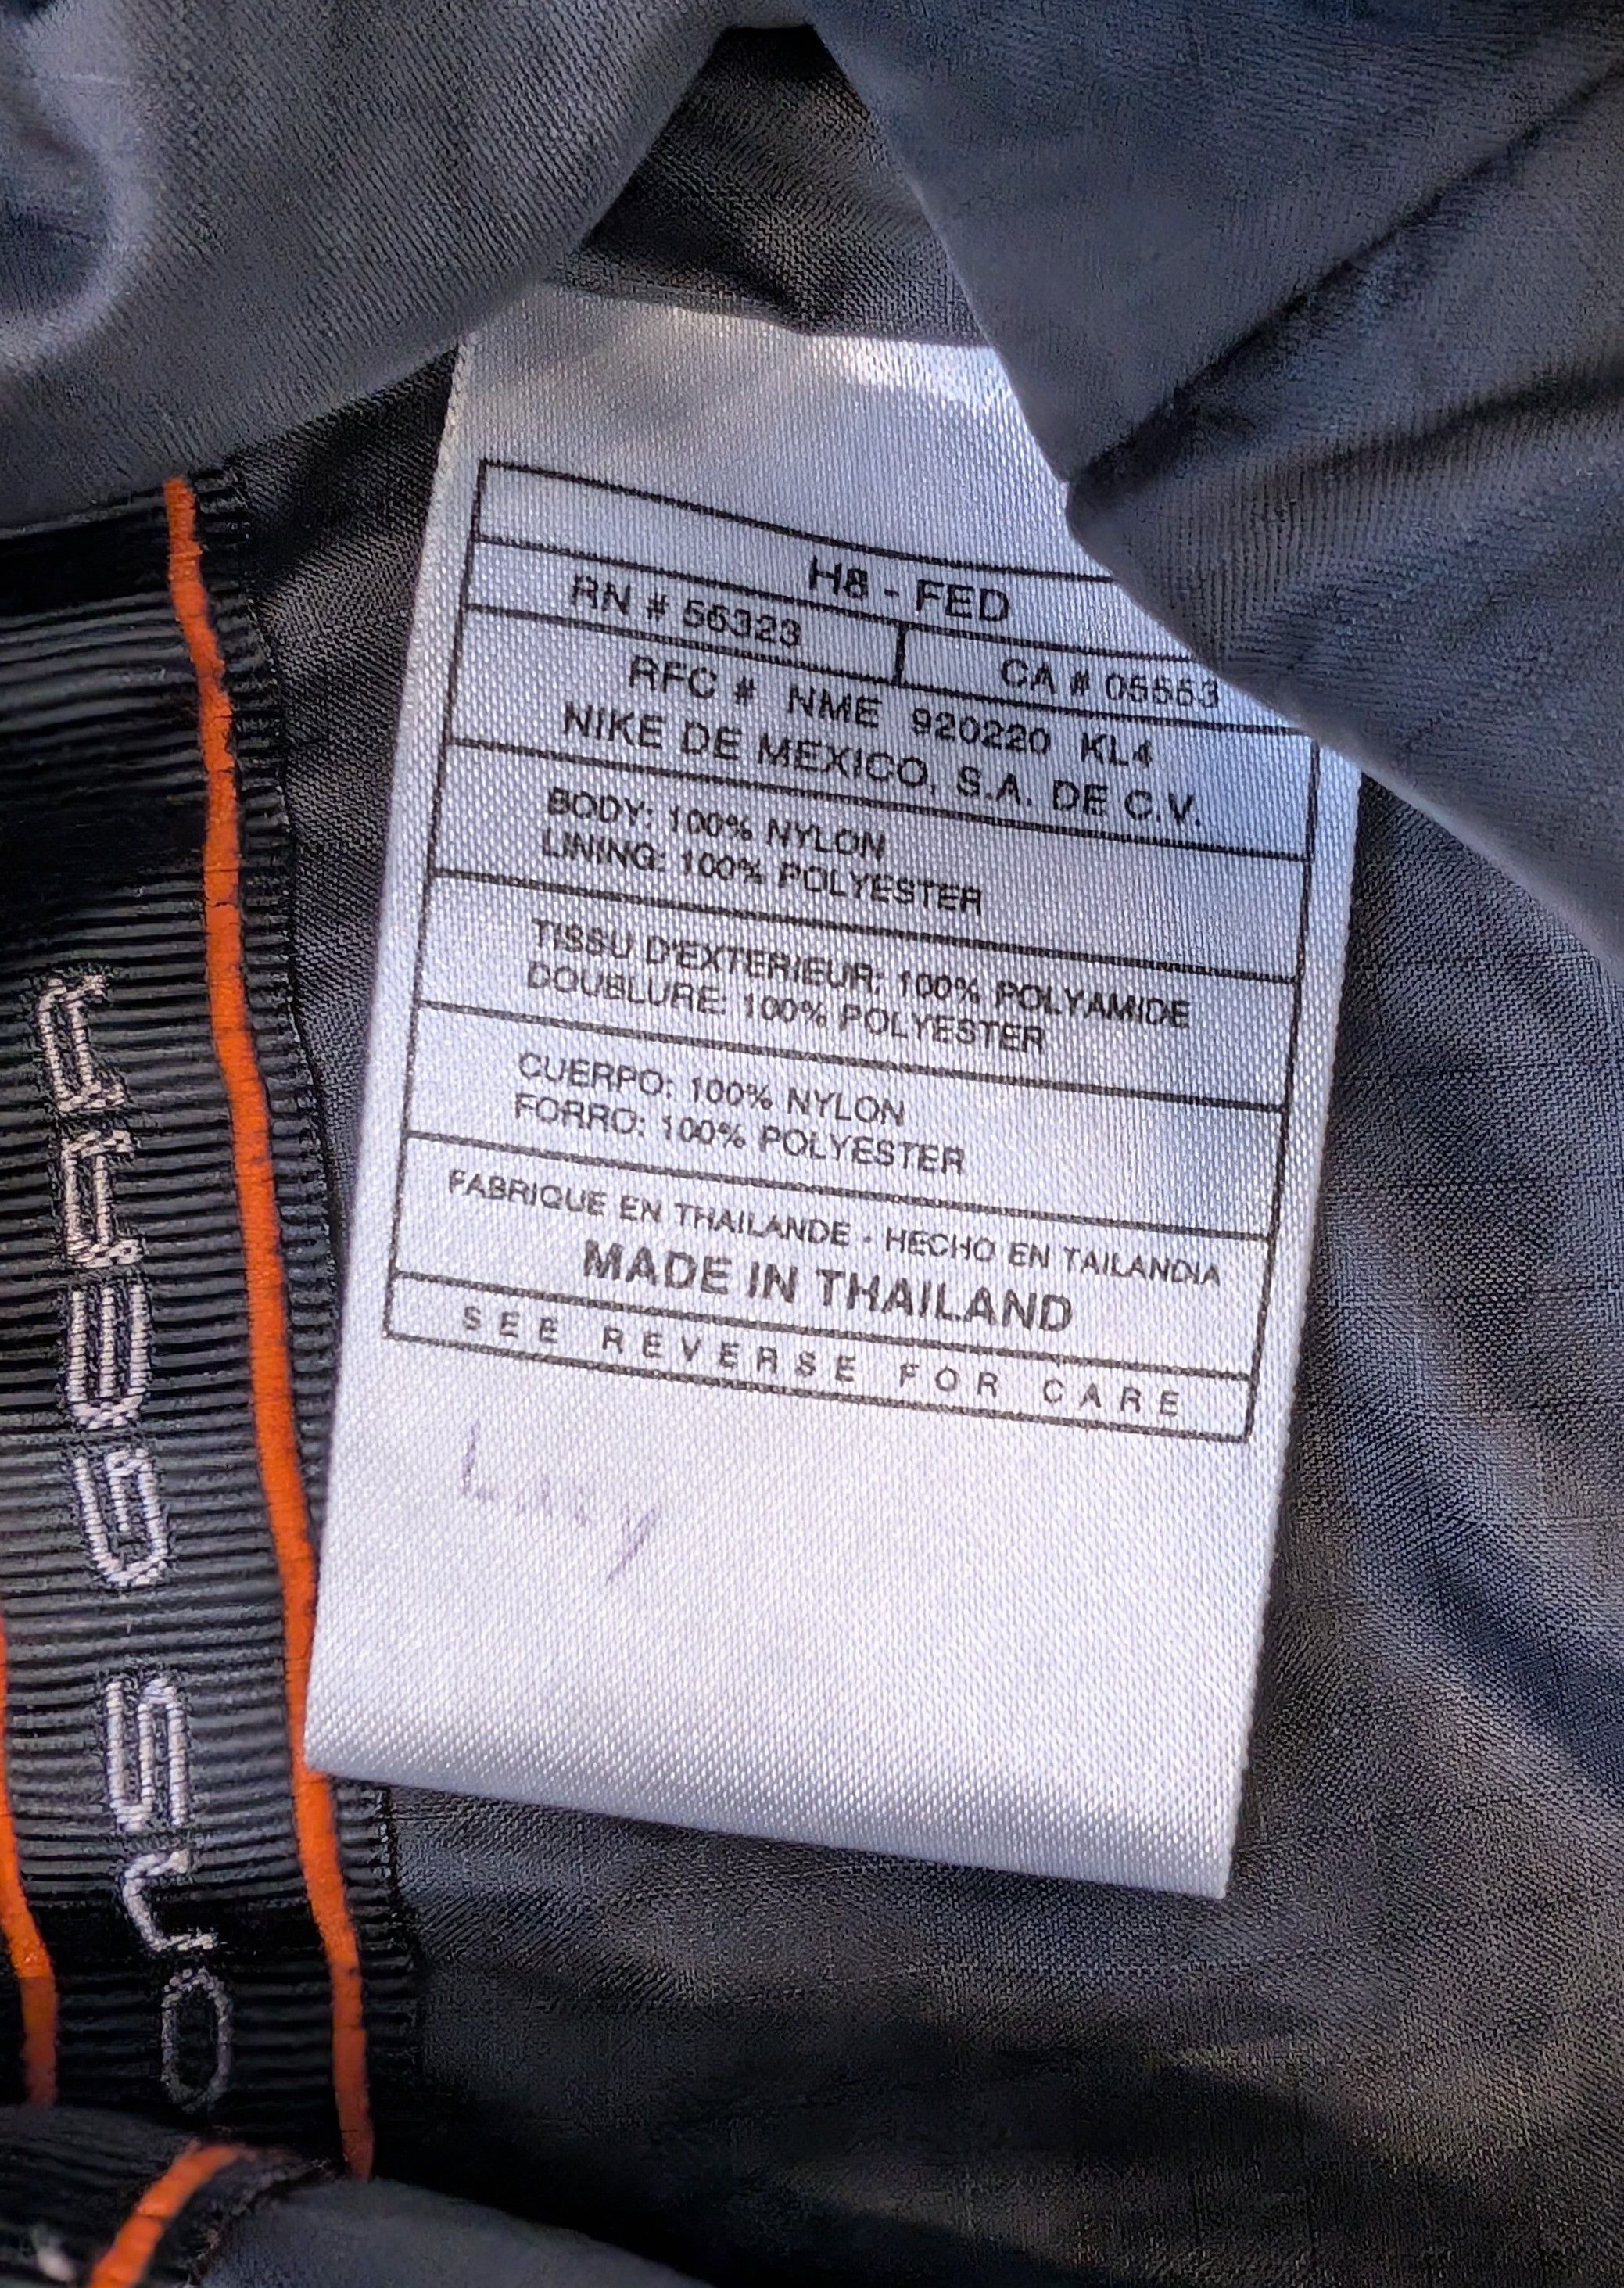 H8 - FED
RN # 56323
CA # 05553
RFC # NME 920220 KL4
NIKE DE MEXICO, S.A. DE C.V.
BODY: 100% NYLON
LINING: 100% POLYESTER
TISSU D'EXTERIEUR: 100% POLYAMIDE
DOUBLURE: 100% POLYESTER
CUERPO: 100% NYLON
FORRO: 100% POLYESTER
FABRIQUE EN THAILANDE - HECHO EN TAILANDIA
MADE IN THAILAND
SEE REVERSE FOR CARE